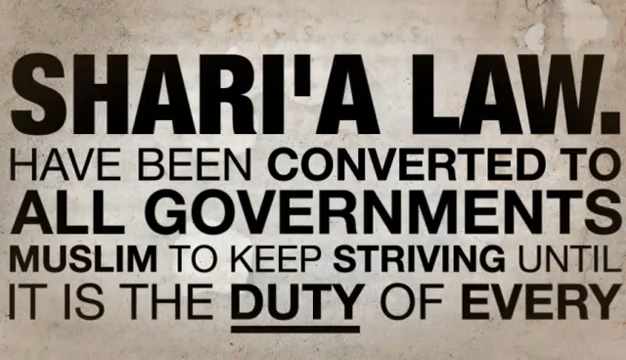 SHARI'A LAW.
HAVE BEEN CONVERTED TO
ALL GOVERNMENTS
MUSLIM TO KEEP STRIVING UNTIL
IT IS THE DUTY OF EVERY